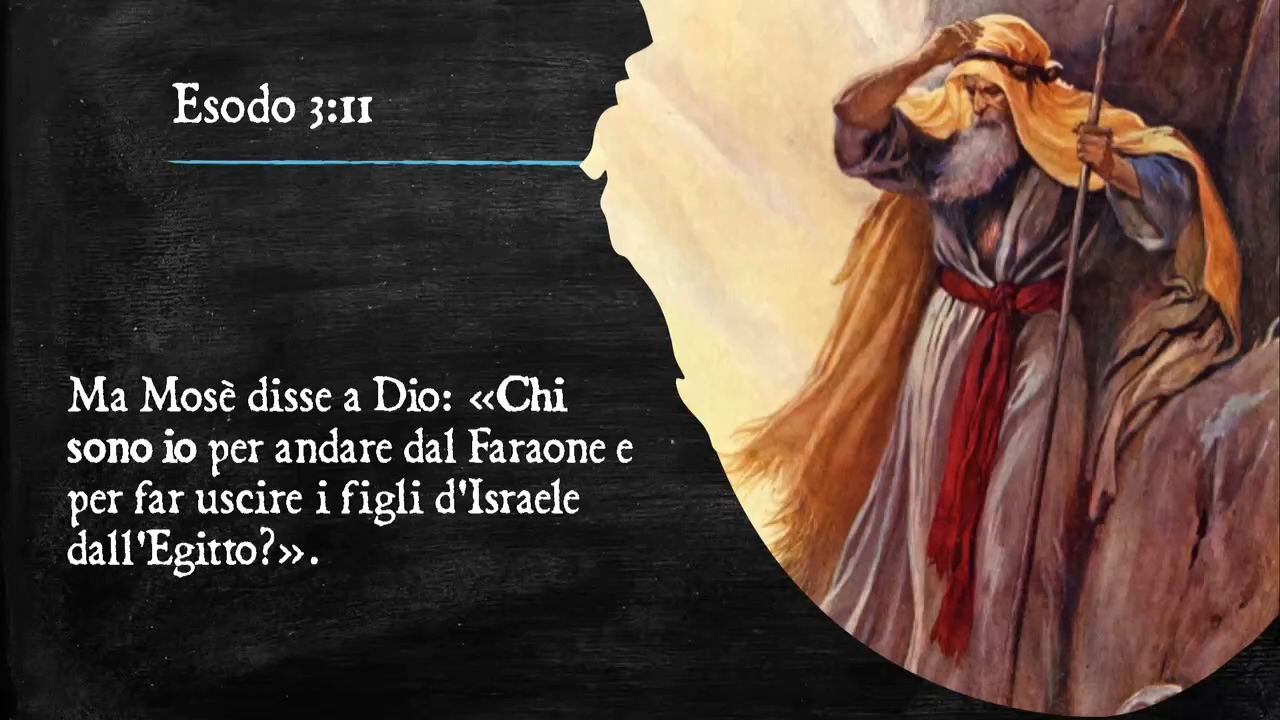 Esodo 3:11
Ma Mosè disse a Dio: «Chi
sono io per andare dal Faraone e
per far uscire i figli d'Israele
dall'Egitto?».